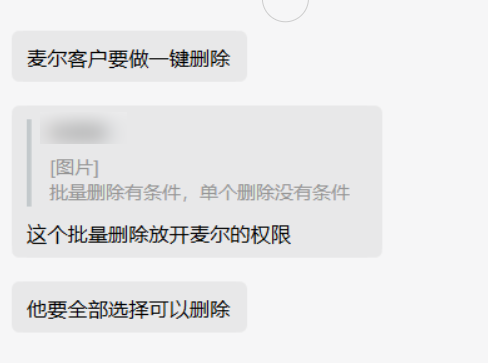 麦尔客户要做一键删除
[图片]
批量删除有条件，单个删除没有条件
这个批量删除放开麦尔的权限
他要全部选择可以删除